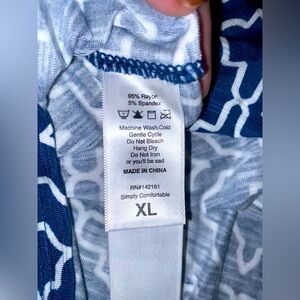 95% Rayon
5% Spandex
Machine Wash Cold
Gentle Cycle
Do Not Bleach
Hang Dry
Do Not Iron
or you'll be sad
MADE IN CHINA
RN#142161
Simply Comfortable
XL